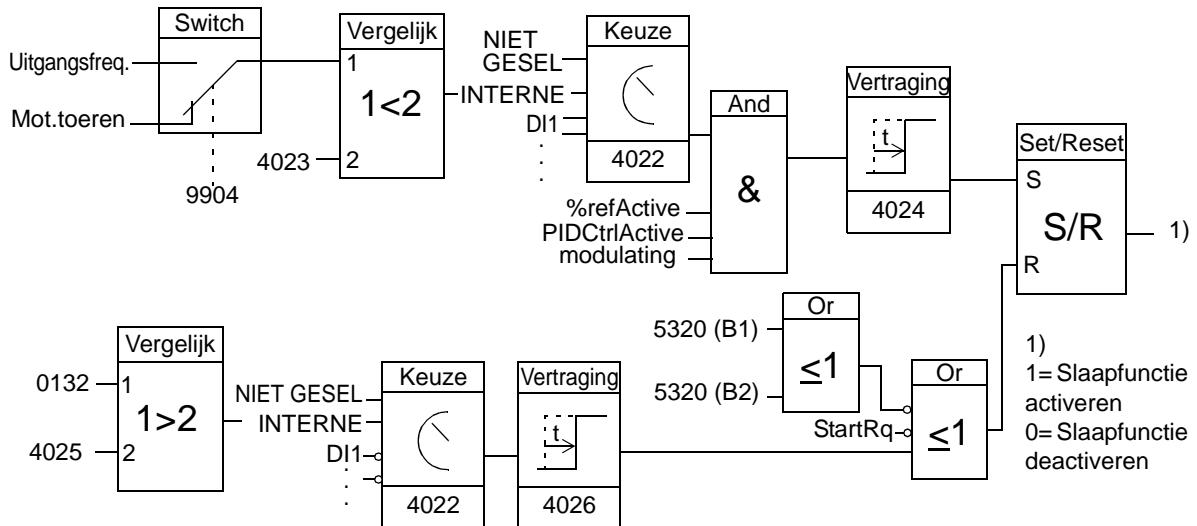 Switch
Uitgangsfreq.
Mot.toeren
9904
Vergelijk
1
1<2
2
4023
NIET
GESEL
INTERNE
DI1
.
.
.
Keuze
4022
And
&
%refActive
PIDCtrlActive
modulating
Vertraging
t
4024
Set/Reset
S
S/R
R
1)
Vergelijk
0132
1
1>2
4025
2
NIET GESEL
INTERNE
DI1
.
.
.
Keuze
4022
Vertraging
t
4026
5320 (B1)
5320 (B2)
Or
≤1
StartRq
Or
≤1
1)
1= Slaapfunctie
activeren
0= Slaapfunctie
deactiveren